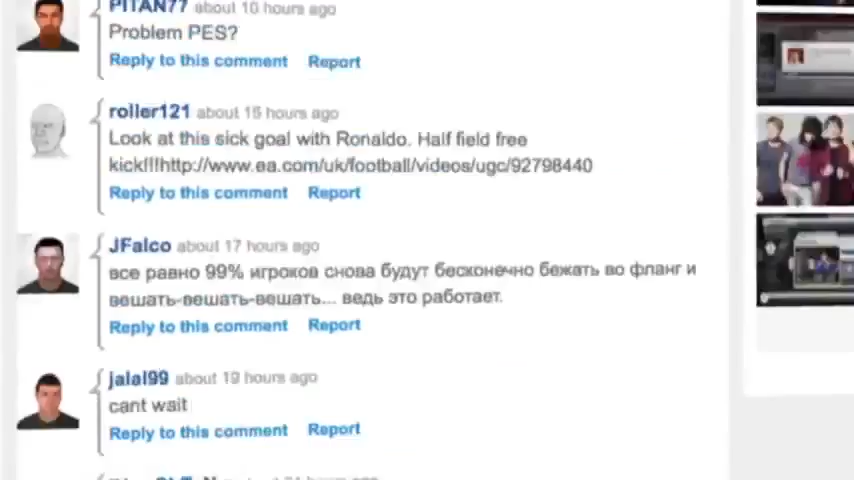 PITAN77 about 10 hours ago
Problem PES?
Reply to this comment Report
roller121 about 15 hours ago
Look at this sick goal with Ronaldo. Half field free
kick!!!http://www.ea.com/uk/football/videos/ugc/92798440
Reply to this comment Report
JFalco about 17 hours ago
все равно 99% игроков снова будут бесконечно бежать во фланг и
вешать-вешать-вешать... ведь это работает.
Reply to this comment Report
jalal99 about 19 hours ago
cant wait
Reply to this comment Report